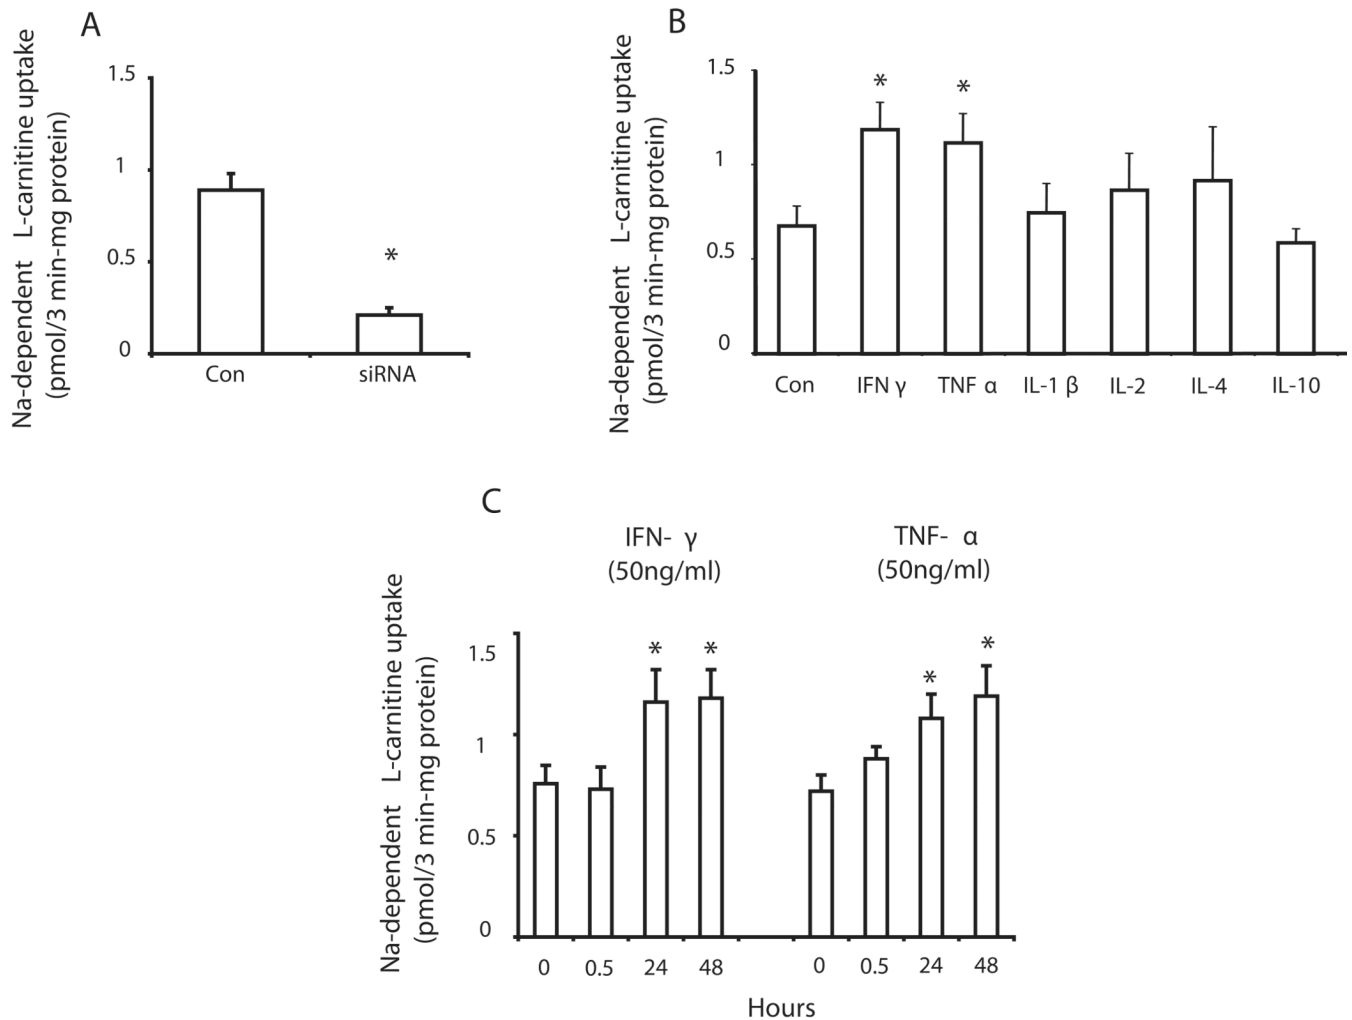 A
Na-dependent L-carnitine uptake
(pmol/3 min-mg protein)
1.5
1
0.5
0
*
Con siRNA
B
Na-dependent L-carnitine uptake
(pmol/3 min-mg protein)
1.5
1
0.5
0
* *
Con IFN γ TNF α IL-1 β IL-2 IL-4 IL-10
C
IFN- γ
(50ng/ml)
TNF- α
(50ng/ml)
Na-dependent L-carnitine uptake
(pmol/3 min-mg protein)
1.5
1
0.5
0
* * * *
0 0.5 24 48 0 0.5 24 48
Hours